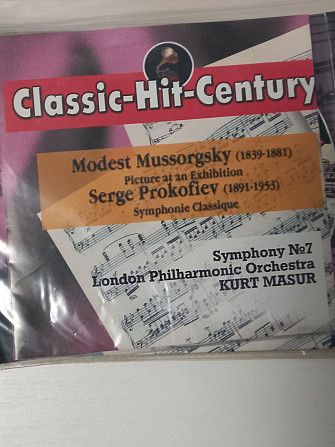 Classic-Hit-Century
Modest Mussorgsky (1839-1881)
Picture at an Exhibition
Serge Prokofiev (1891-1953)
Symphonie Classique
Symphony №7
London Philharmonic Orchestra
KURT MASUR